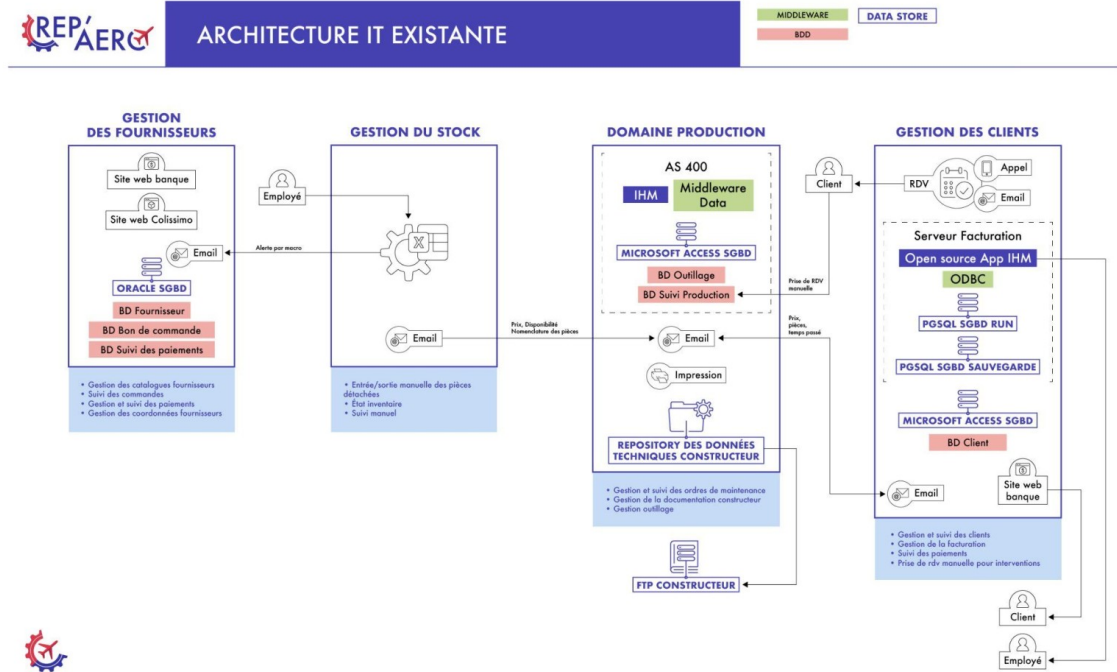 REP'
AERO
ARCHITECTURE IT EXISTANTE
MIDDLEWARE
DATA STORE
BDD
GESTION
DES FOURNISSEURS
Site web banque
Site web Colissimo
Email
ORACLE SGBD
BD Fournisseur
BD Bon de commande
BD Suivi des paiements
• Gestion des catalogues fournisseurs
• Suivi des commandes
• Gestion et suivi des paiements
• Gestion des coordonnées fournisseurs
GESTION DU STOCK
Employé
X
Alerte par macro
Email
• Entrée/sortie manuelle des pièces
détachées
• État inventaire
• Suivi manuel
Prix, Disponibilité
Nomenclature des pièces
DOMAINE PRODUCTION
AS 400
IHM
Middleware
Data
MICROSOFT ACCESS SGBD
BD Outillage
BD Suivi Production
Email
Impression
REPOSITORY DES DONNÉES
TECHNIQUES CONSTRUCTEUR
• Gestion et suivi des ordres de maintenance
• Gestion de la documentation constructeur
• Gestion outillage
FTP CONSTRUCTEUR
Client
Prise de RDV
manuelle
Prix,
pièces,
temps passé
GESTION DES CLIENTS
RDV
Appel
Email
Serveur Facturation
Open source App IHM
ODBC
PGSQL SGBD RUN
PGSQL SGBD SAUVEGARDE
MICROSOFT ACCESS SGBD
BD Client
Email
Site web
banque
• Gestion et suivi des clients
• Gestion de la facturation
• Suivi des paiements
• Prise de rdv manuelle pour interventions
Client
Employé